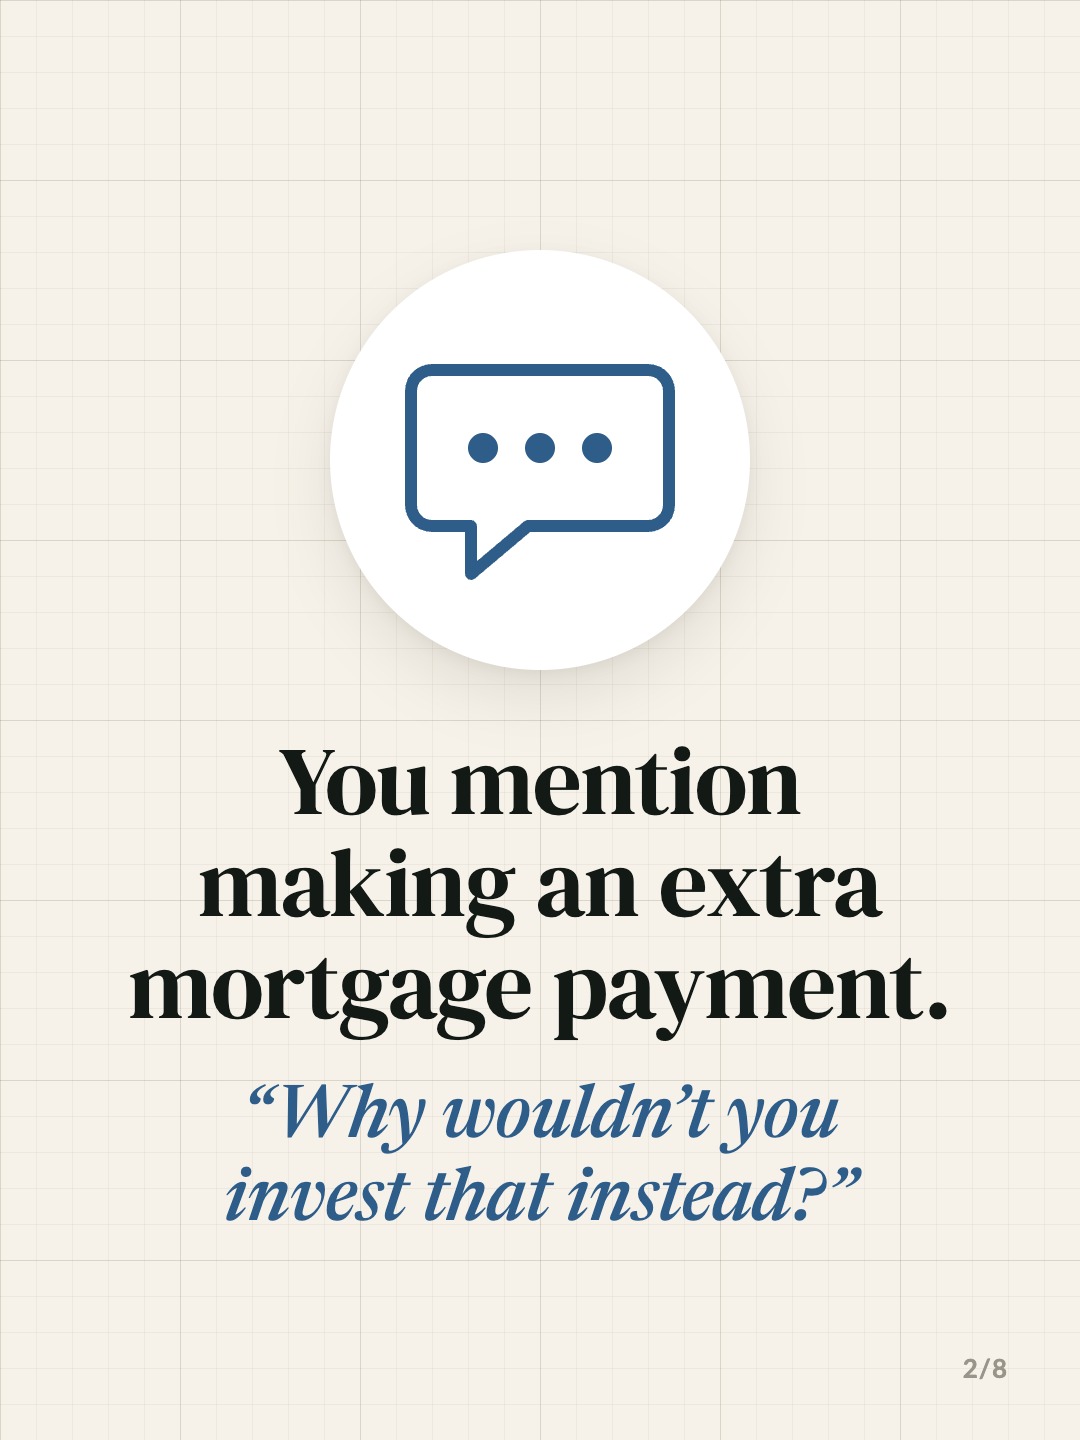 You mention
making an extra
mortgage payment.
“Why wouldn’t you
invest that instead?”
2/8